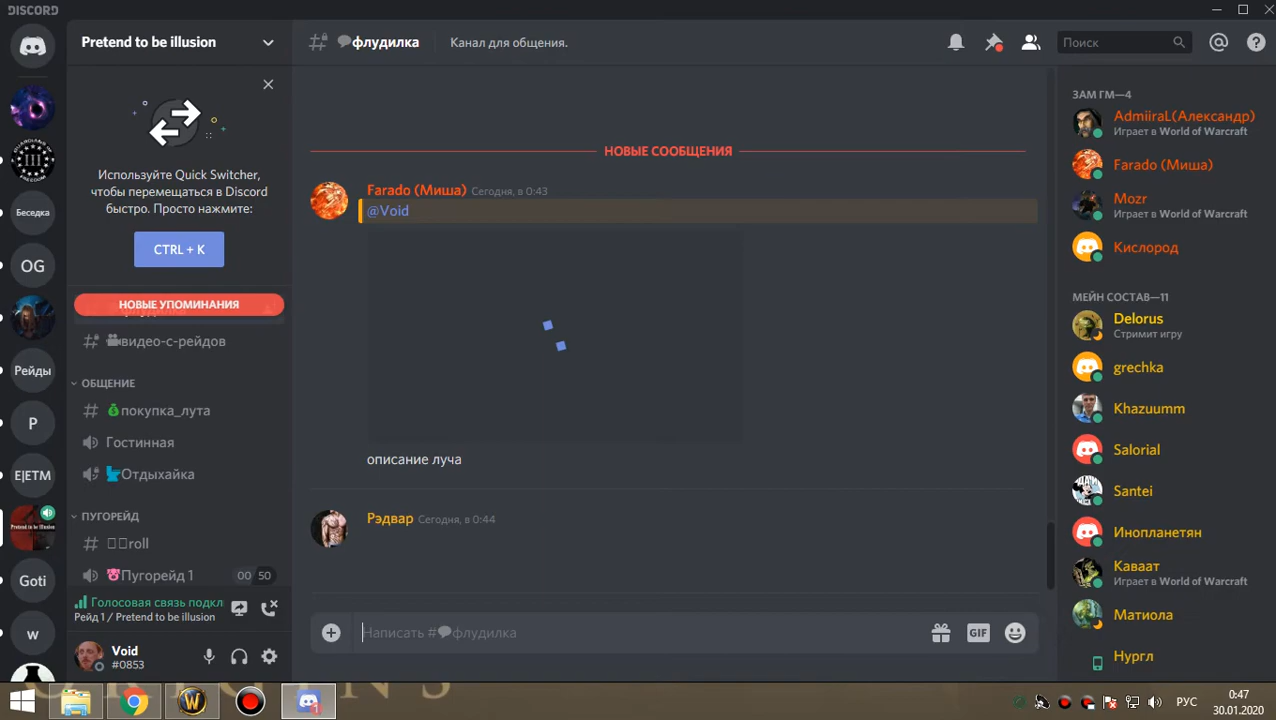 DISCORD
Pretend to be illusion
флудилка
Канал для общения.
Поиск
Используйте Quick Switcher,
чтобы перемещаться в Discord
быстро. Просто нажмите:
CTRL + K
НОВЫЕ УПОМИНАНИЯ
видео-с-рейдов
ОБЩЕНИЕ
покупка_лута
Гостинная
Отдыхайка
ПУГОРЕЙД
roll
Пугорейд 1
00 50
Голосовая связь подкл
Рейд 1 / Pretend to be illusion
Void
#0853
III
Беседка
OG
Рейды
P
E|ETM
Pretend to be illusion
Goti
w
НОВЫЕ СООБЩЕНИЯ
Farado (Миша) Сегодня, в 0:43
@Void
описание луча
Рэдвар Сегодня, в 0:44
Написать #флудилка
GIF
ЗАМ ГМ—4
AdmiiraL(Александр)
Играет в World of Warcraft
Farado (Миша)
Mozr
Играет в World of Warcraft
Кислород
МЕЙН СОСТАВ—11
Delorus
Стримит игру
grechka
Khazuumm
Salorial
Santei
Инопланетян
Каваат
Играет в World of Warcraft
Матиола
Нургл
РУС
0:47
30.01.2020